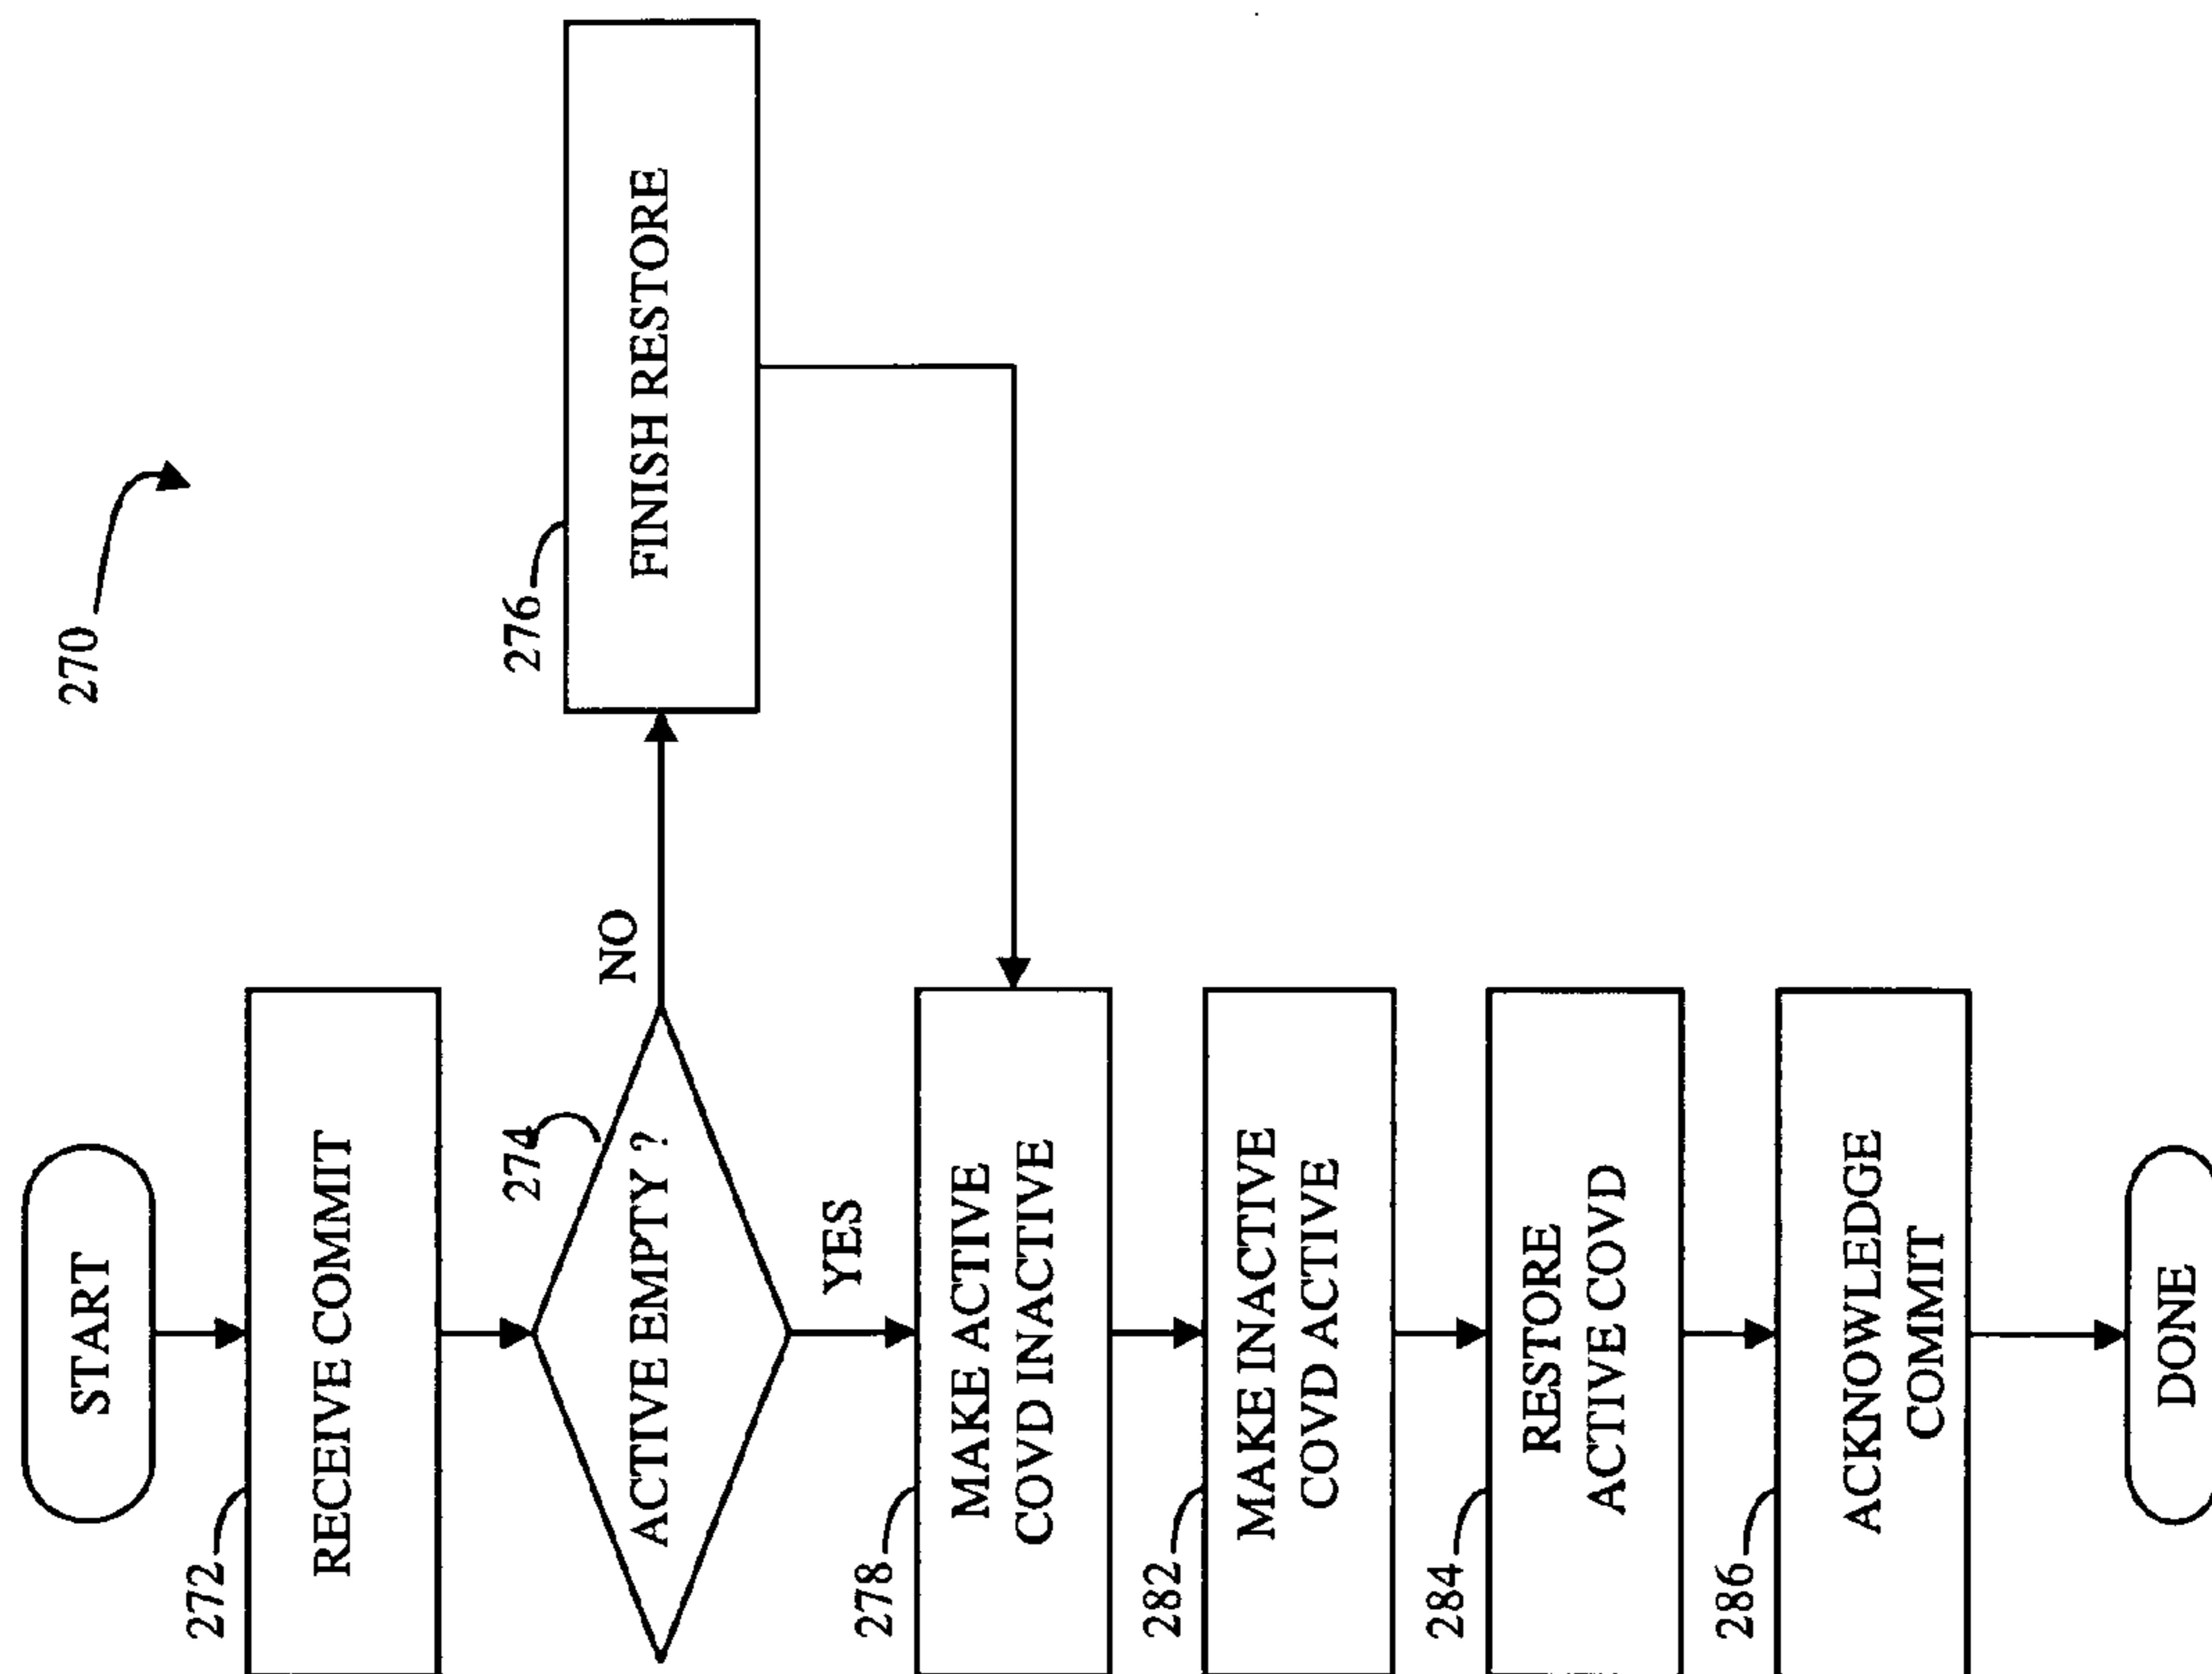 270
START
272
RECEIVE COMMIT
274
ACTIVE EMPTY ?
NO
276
FINISH RESTORE
YES
278
MAKE ACTIVE
COVD INACTIVE
282
MAKE INACTIVE
COVD ACTIVE
284
RESTORE
ACTIVE COVD
286
ACKNOWLEDGE
COMMIT
DONE